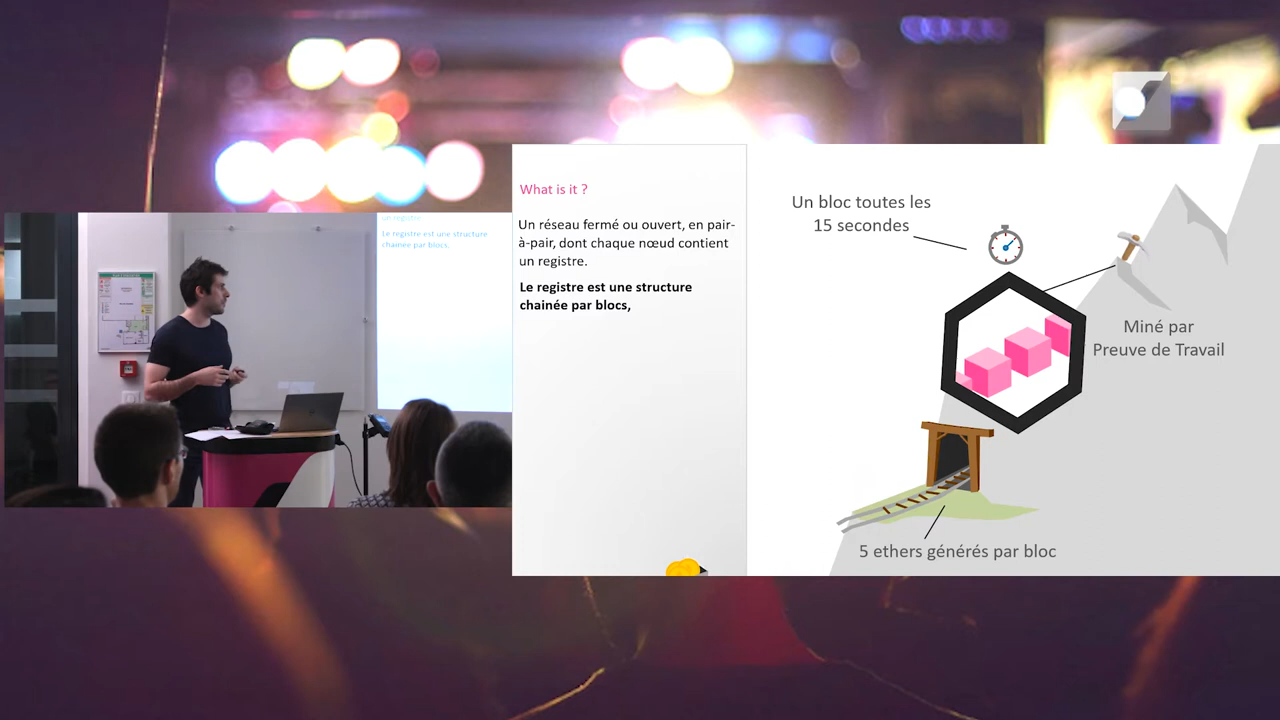 un registre.
Le registre est une structure
chainée par blocs.
What is it ?
Un réseau fermé ou ouvert, en pair-
à-pair, dont chaque nœud contient
un registre.
Le registre est une structure
chainée par blocs,
Un bloc toutes les
15 secondes
Miné par
Preuve de Travail
5 ethers générés par bloc